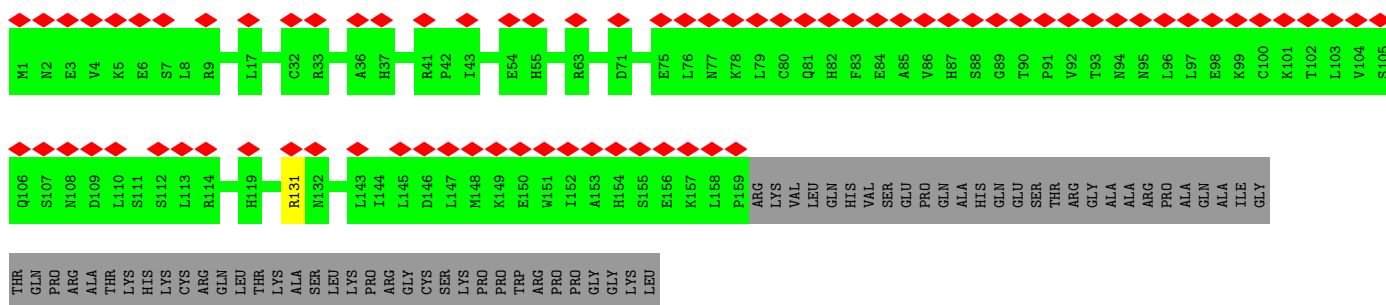 M1 N2 E3 V4 K5 E6 S7 L8 R9 L17 C32 R33 A36 H37 R41 P42 I43 E54 H55 R63 D71 E75 L76 N77 K78 L79 C80 Q81 H82 F83 E84 A85 V86 H87 S88 G89 T90 P91 V92 T93 N94 N95 L96 L97 E98 K99 C100 K101 T102 L103 V104 S105
Q106 S107 N108 D109 L110 S111 S112 L113 R114 H119 R131 N132 L143 I144 L145 D146 L147 M148 K149 E150 W151 I152 A153 H154 S155 E156 K157 L158 P159 ARG LYS VAL LEU GLN HIS VAL SER GLU PRO GLN ALA HIS GLN GLU SER THR ARG GLY ALA ALA ARG PRO ALA GLN ALA ILE GLY
THR GLN PRO ARG ALA THR LYS HIS LYS CYS ARG GLN LEU THR LYS ALA SER LEU LYS PRO ARG GLY CYS SER LYS PRO PRO TRP ARG PRO PRO GLY GLY LYS LEU